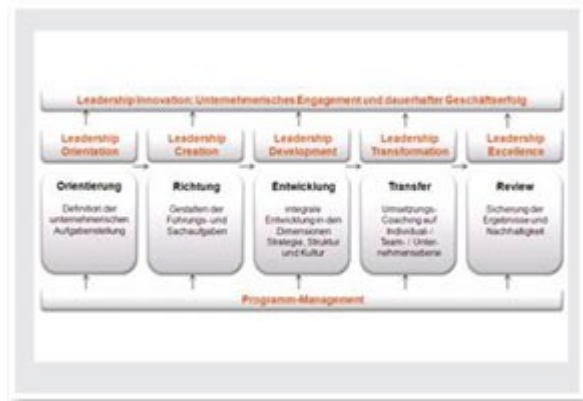 Leadership Innovation: Unternehmerisches Engagement und dauerhafter Geschäftserfolg
Leadership
Orientation
Leadership
Creation
Leadership
Development
Leadership
Transformation
Leadership
Excellence
Orientierung
Definition der
unternehmerischen
Aufgabenstellung
Richtung
Gestalten der
Führungs- und
Sachaufgaben
Entwicklung
integrale
Entwicklung in den
Dimensionen
Strategie, Struktur
und Kultur
Transfer
Umsetzungs-
Coaching auf
Individual- /
Team- / Unter-
nehmensebene
Review
Sicherung der
Ergebnisse und
Nachhaltigkeit
Programm-Management